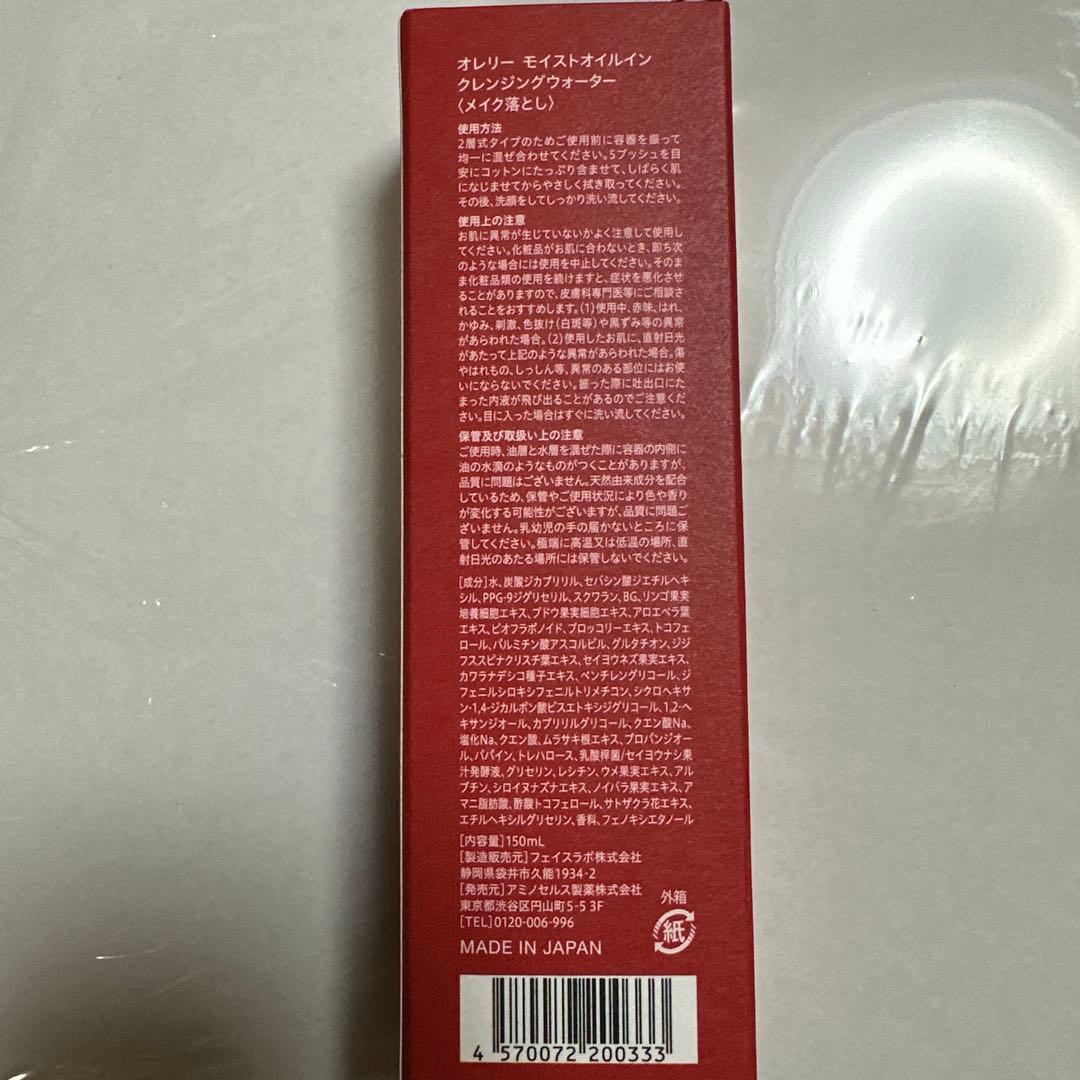 オレリー モイストオイルイン
クレンジングウォーター
〈メイク落とし〉
使用方法
2層式タイプのためご使用前に容器を振って
均一に混ぜ合わせてください。5プッシュを目
安にコットンにたっぷり含ませて、しばらく肌
になじませてからやさしく拭き取ってください。
その後、洗顔をしてしっかり洗い流してください。
使用上の注意
お肌に異常が生じていないかよく注意して使用し
てください。化粧品がお肌に合わないとき、即ち次
のような場合には使用を中止してください。そのま
ま化粧品類の使用を続けますと、症状を悪化させ
ることがありますので、皮膚科専門医等にご相談さ
れることをおすすめします。(1)使用中、赤味、はれ、
かゆみ、刺激、色抜け(白斑等)や黒ずみ等の異常
があらわれた場合。(2)使用したお肌に、直射日光
があたって上記のような異常があらわれた場合。傷
やはれもの、しっしん等、異常のある部位にはお使
いにならないでください。振った際に吐出口にた
まった内液が飛び出ることがあるのでご注意くだ
さい。目に入った場合はすぐに洗い流してください。
保管及び取扱い上の注意
ご使用時、油層と水層を混ぜた際に容器の内側に
油の水滴のようなものがつくことがありますが、
品質に問題はございません。天然由来成分を配合
しているため、保管やご使用状況により色や香り
が変化する可能性がございますが、品質に問題ご
ざいません。乳幼児の手の届かないところに保
管してください。極端に高温又は低温の場所、直
射日光のあたる場所には保管しないでください。
[成分]水、炭酸ジカプリリル、セバシン酸ジエチルヘキ
シル、PPG-9ジグリセリル、スクワラン、BG、リンゴ果実
培養細胞エキス、ブドウ果実細胞エキス、アロエベラ葉
エキス、ビオフラボノイド、ブロッコリーエキス、トコフェ
ロール、パルミチン酸アスコルビル、グルタチオン、ジジ
フススピナクリスチ葉エキス、セイヨウネズ果実エキス、
カワラナデシコ種子エキス、ペンチレングリコール、ジ
フェニルシロキシフェニルトリメチコン、シクロヘキサ
ン-1,4-ジカルボン酸ビスエトキシジグリコール、1,2-ヘ
キサンジオール、カプリリルグリコール、クエン酸Na、
塩化Na、クエン酸、ムラサキ根エキス、プロパンジオー
ル、パパイン、トレハロース、乳酸桿菌/セイヨウナシ果
汁発酵液、グリセリン、レシチン、ウメ果実エキス、アル
ブチン、シロイヌナズナエキス、ノイバラ果実エキス、ア
マニ脂肪酸、酢酸トコフェロール、サトザクラ花エキス、
エチルヘキシルグリセリン、香料、フェノキシエタノール
[内容量]150mL
[製造販売元]フェイスラボ株式会社
静岡県袋井市久能1934-2
[発売元]アミノセルス製薬株式会社
東京都渋谷区円山町5-5 3F
[TEL]0120-006-996
MADE IN JAPAN
外箱
紙
4 570072 200333